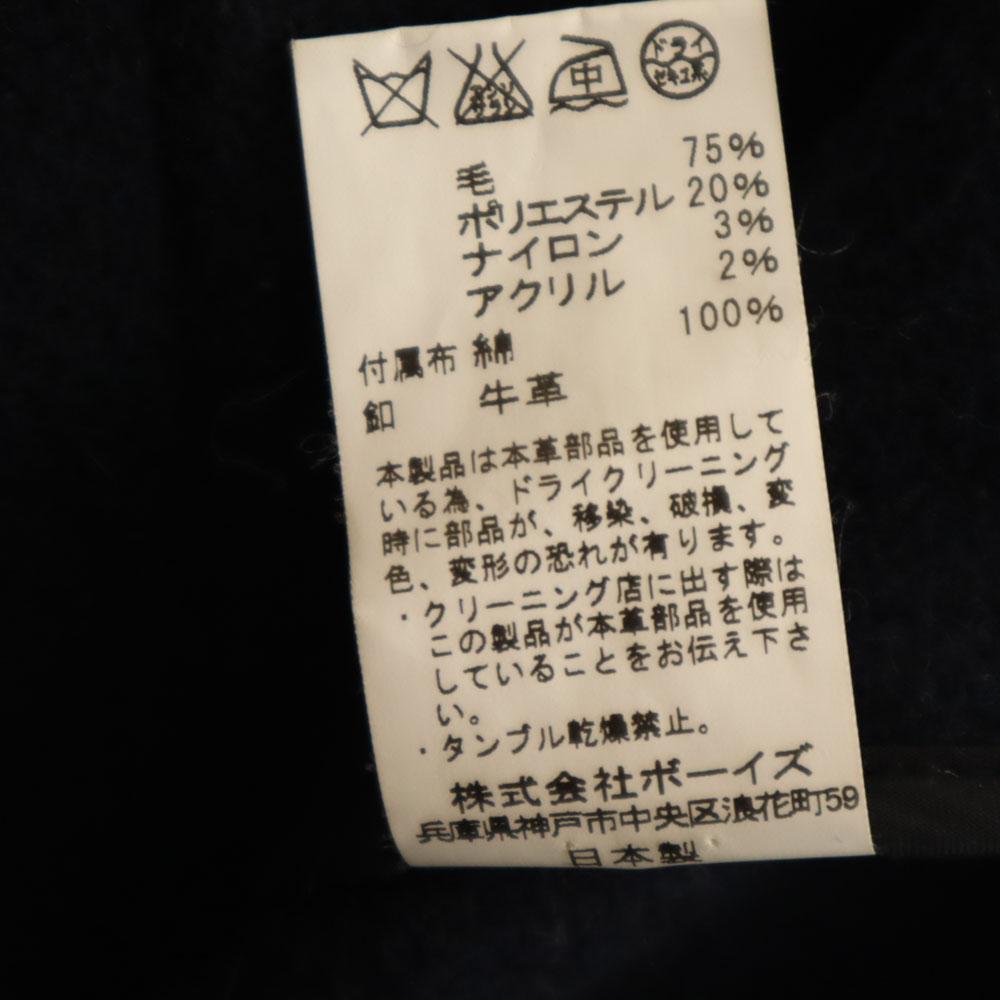 エンソ
サラシ
中
ドライ
セキユ系
毛 75%
ポリエステル 20%
ナイロン 3%
アクリル 2%
付属布 綿 100%
釦 牛革
本製品は本革部品を使用して
いる為、ドライクリーニング
時に部品が、移染、破損、変
色、変形の恐れが有ります。
・クリーニング店に出す際は
この製品が本革部品を使用
していることをお伝え下さ
い。
・タンブル乾燥禁止。
株式会社ボーイズ
兵庫県神戸市中央区浪花町59
日本製